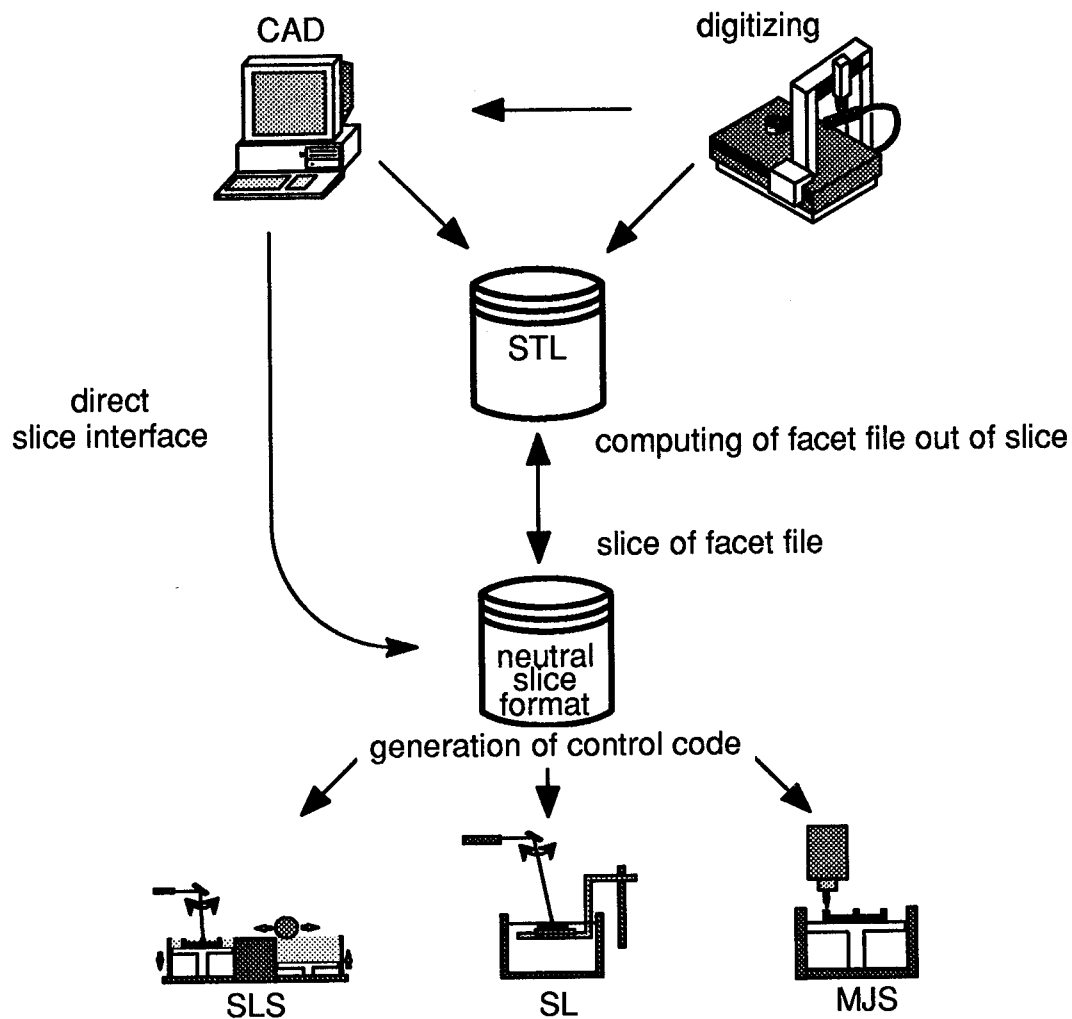 CAD
digitizing
STL
direct
slice interface
computing of facet file out of slice
slice of facet file
neutral
slice
format
generation of control code
SLS
SL
MJS